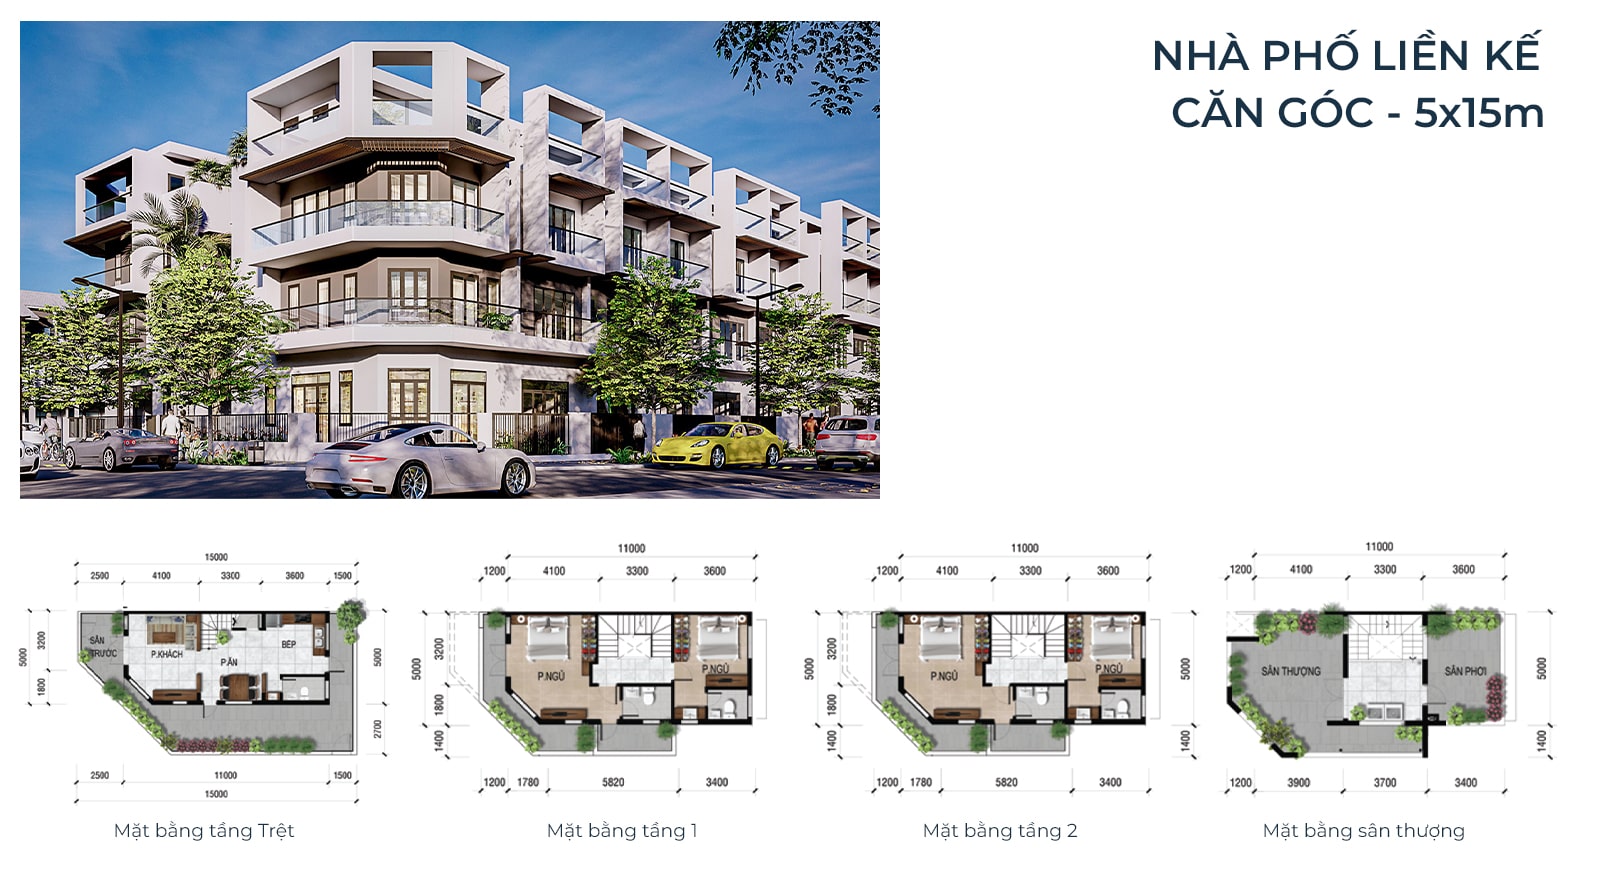 NHÀ PHỐ LIỀN KẾ
CĂN GÓC - 5x15m
15000
2500 4100 3300 3600 1500
5000
3200
1800
SÂN
TRƯỚC
P.KHÁCH
P.ĂN
BẾP
5000
2700
2500 11000 1500
15000
Mặt bằng tầng Trệt
11000
1200 4100 3300 3600
5000
3200
1800
1400
P.NGỦ
P.NGỦ
5000
1400
1200 1780 5820 3400
Mặt bằng tầng 1
11000
1200 4100 3300 3600
5000
3200
1800
1400
P.NGỦ
P.NGỦ
5000
1400
1200 1780 5820 3400
Mặt bằng tầng 2
11000
1200 4100 3300 3600
SÂN THƯỢNG
SÂN PHƠI
5000
1400
1200 3900 3700 3400
Mặt bằng sân thượng